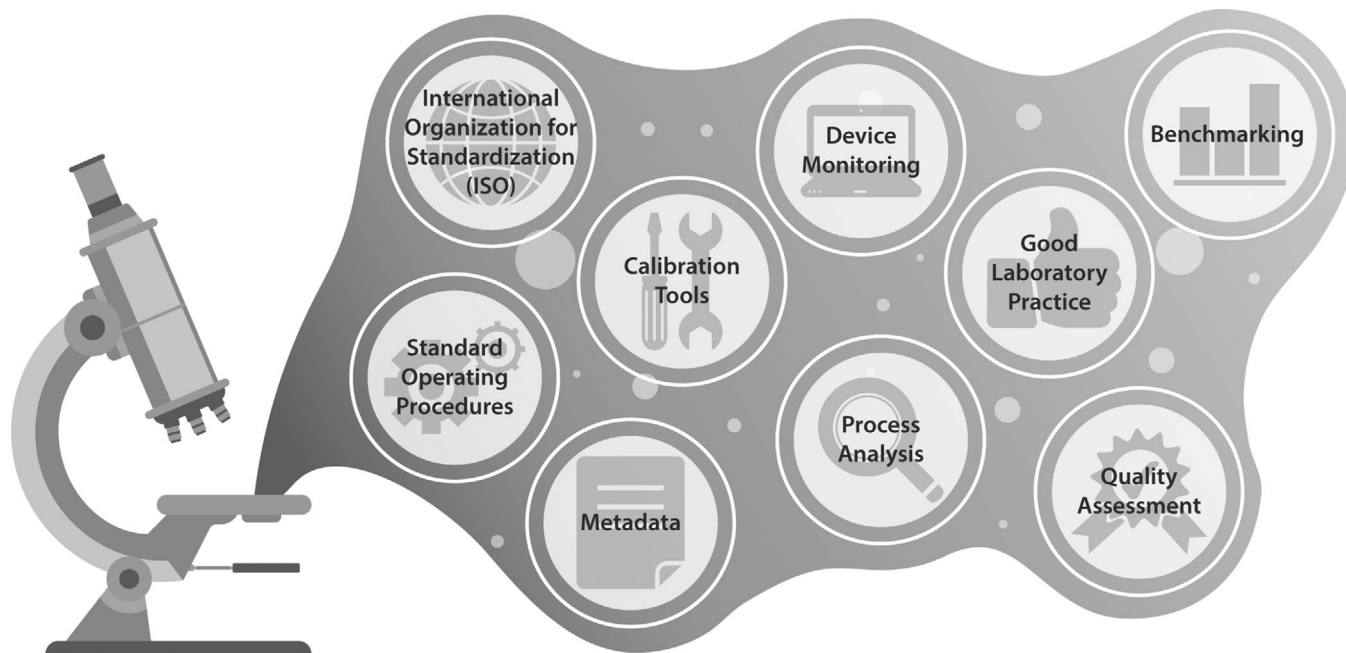 International
Organization for
Standardization
(ISO)
Device
Monitoring
Benchmarking
Calibration
Tools
Good
Laboratory
Practice
Standard
Operating
Procedures
Process
Analysis
Quality
Assessment
Metadata